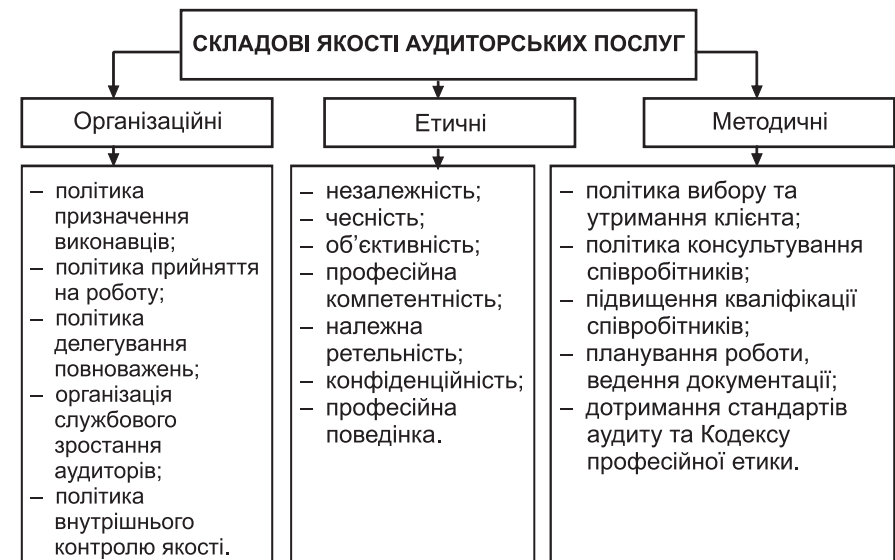 СКЛАДОВІ ЯКОСТІ АУДИТОРСЬКИХ ПОСЛУГ
Організаційні
– політика
призначення
виконавців;
– політика прийняття
на роботу;
– політика
делегування
повноважень;
– організація
службового
зростання
аудиторів;
– політика
внутрішнього
контролю якості.
Етичні
– незалежність;
– чесність;
– об’єктивність;
– професійна
компетентність;
– належна
ретельність;
– конфіденційність;
– професійна
поведінка.
Методичні
– політика вибору та
утримання клієнта;
– політика консультування
співробітників;
– підвищення кваліфікації
співробітників;
– планування роботи,
ведення документації;
– дотримання стандартів
аудиту та Кодексу
професійної етики.